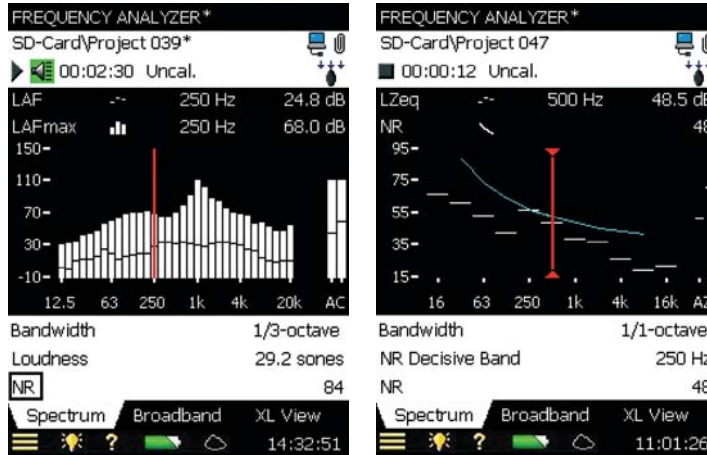 FREQUENCY ANALYZER*
SD-Card\Project 039*
00:02:30 Uncal.
LAF 250 Hz 24.8 dB
LAFmax 250 Hz 68.0 dB
150-
110-
70-
30-
-10-
12.5 63 250 1k 4k 20k AC
Bandwidth 1/3-octave
Loudness 29.2 sones
NR 84
Spectrum Broadband XL View
? 14:32:51
FREQUENCY ANALYZER*
SD-Card\Project 047
00:00:12 Uncal.
LZeq 500 Hz 48.5 dB
NR 48
95-
75-
55-
35-
15-
16 63 250 1k 4k 16k AZ
Bandwidth 1/1-octave
NR Decisive Band 250 Hz
NR 48
Spectrum Broadband XL View
? 11:01:26